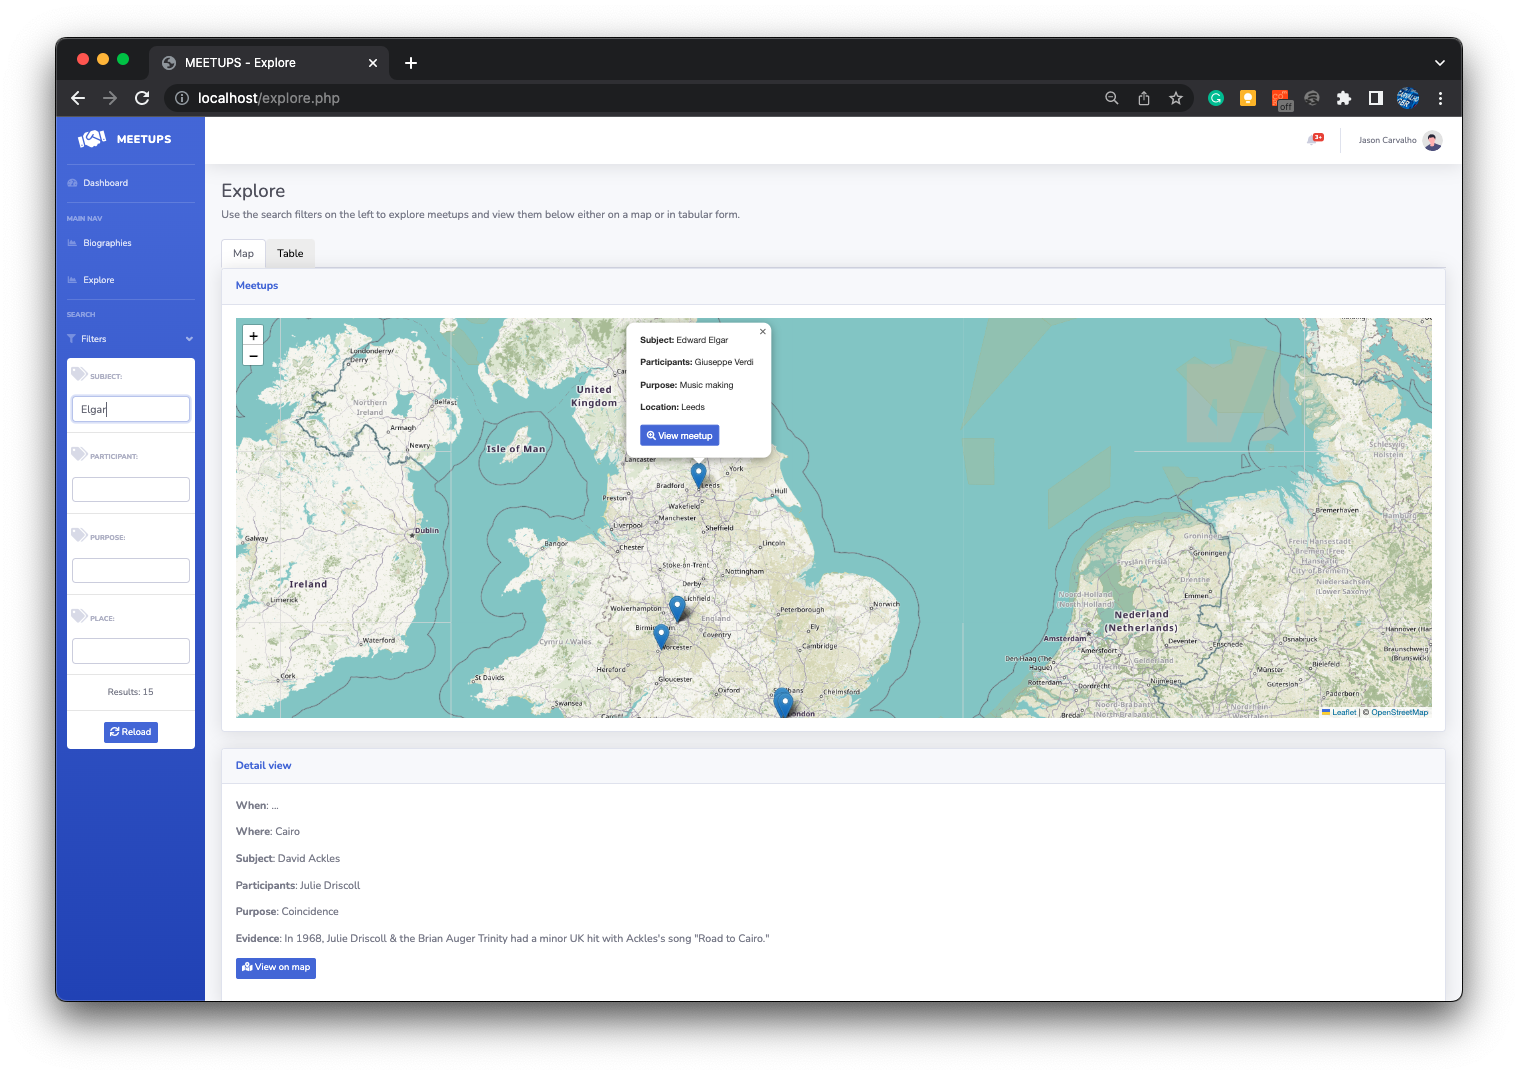 MEETUPS - Explore
localhost/explore.php
off
MEETUPS
3+
Jason Carvalho
Dashboard
MAIN NAV
Biographies
Explore
SEARCH
Filters
SUBJECT:
Elgar
PARTICIPANT:
PURPOSE:
PLACE:
Results: 15
Reload
Explore
Use the search filters on the left to explore meetups and view them below either on a map or in tabular form.
Map
Table
Meetups
+
−
Subject: Edward Elgar
Participants: Giuseppe Verdi
Purpose: Music making
Location: Leeds
View meetup
Londonderry/
Derry
United
Kingdom
Northern
Ireland
Belfast
Armagh
Newry
Isle of Man
Lancaster
York
Bradford
Leeds
Preston
Hull
Wakefield
Manchester
Liverpool
Sheffield
Dublin
Galway
Bangor
Chester
Lincoln
Stoke-on-Trent
Nottingham
Derby
Ireland
Limerick
Wolverhampton
Lichfield
England
Peterborough
Norwich
Birmingham
Coventry
Ely
Waterford
Cymru / Wales
Worcester
Cambridge
Hereford
Cork
St Davids
Gloucester
Oxford
Chelmsford
Swansea
London
Schleswig-
Holstein
Bremerhaven
Hamburg
Groningen
Groningen
Freie Hansestadt
Bremen (Free
Hanseatic
City of Bremen)
Fryslân (Frisia)
Drenthe
Niedersachsen
(Lower Saxony)
Emmen
Noord-Holland
(North Holland)
Nederland
(Netherlands)
Amsterdam
Deventer
Enschede
Osnabrück
Hannover (Han
Amersfoort
Braunschweig
(Brunswick)
Den Haag (The
Hague)
Utrecht
Gelderland
Münster
Bielefeld
Rotterdam
Dordrecht
Nijmegen
Gütersloh
Paderborn
Breda
Noord-Brabant
(North Brabant)
Nordrhein-
Leaflet | © OpenStreetMap
Detail view
When: ...
Where: Cairo
Subject: David Ackles
Participants: Julie Driscoll
Purpose: Coincidence
Evidence: In 1968, Julie Driscoll & the Brian Auger Trinity had a minor UK hit with Ackles's song "Road to Cairo."
View on map